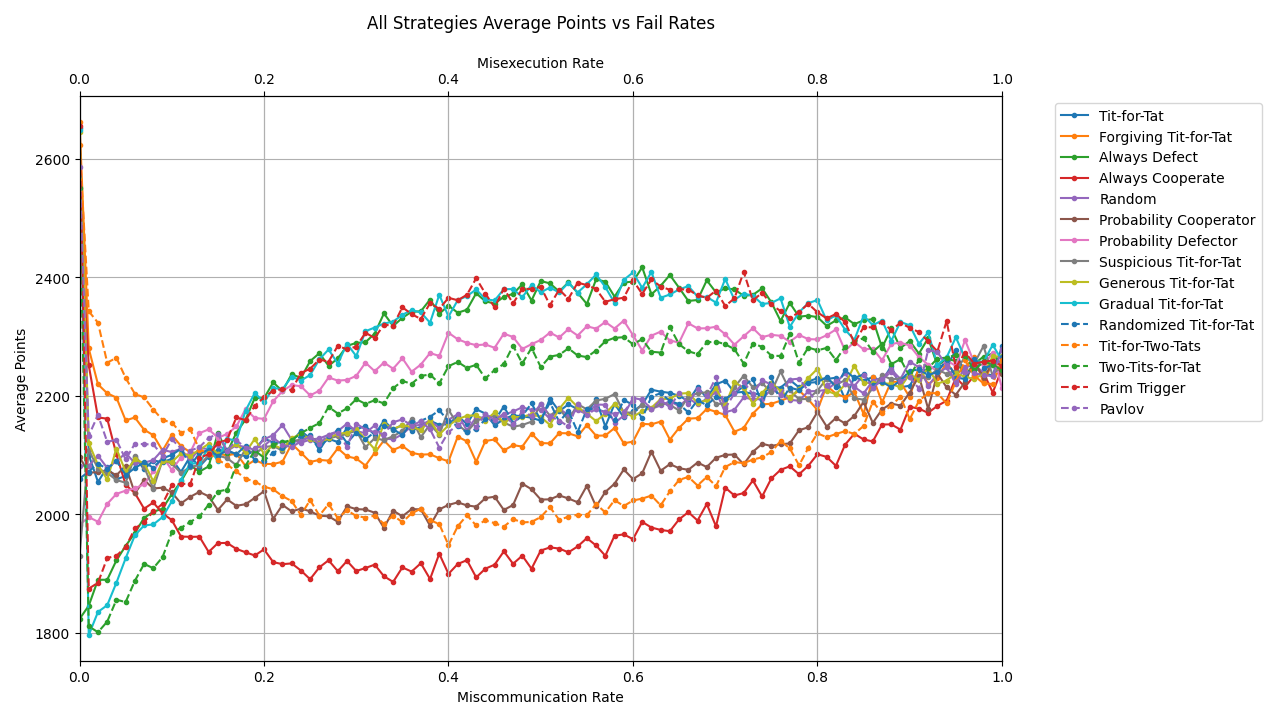 All Strategies Average Points vs Fail Rates
Misexecution Rate
0.0 0.2 0.4 0.6 0.8 1.0
Average Points
2600
2400
2200
2000
1800
0.0 0.2 0.4 0.6 0.8 1.0
Miscommunication Rate
Tit-for-Tat
Forgiving Tit-for-Tat
Always Defect
Always Cooperate
Random
Probability Cooperator
Probability Defector
Suspicious Tit-for-Tat
Generous Tit-for-Tat
Gradual Tit-for-Tat
Randomized Tit-for-Tat
Tit-for-Two-Tats
Two-Tits-for-Tat
Grim Trigger
Pavlov